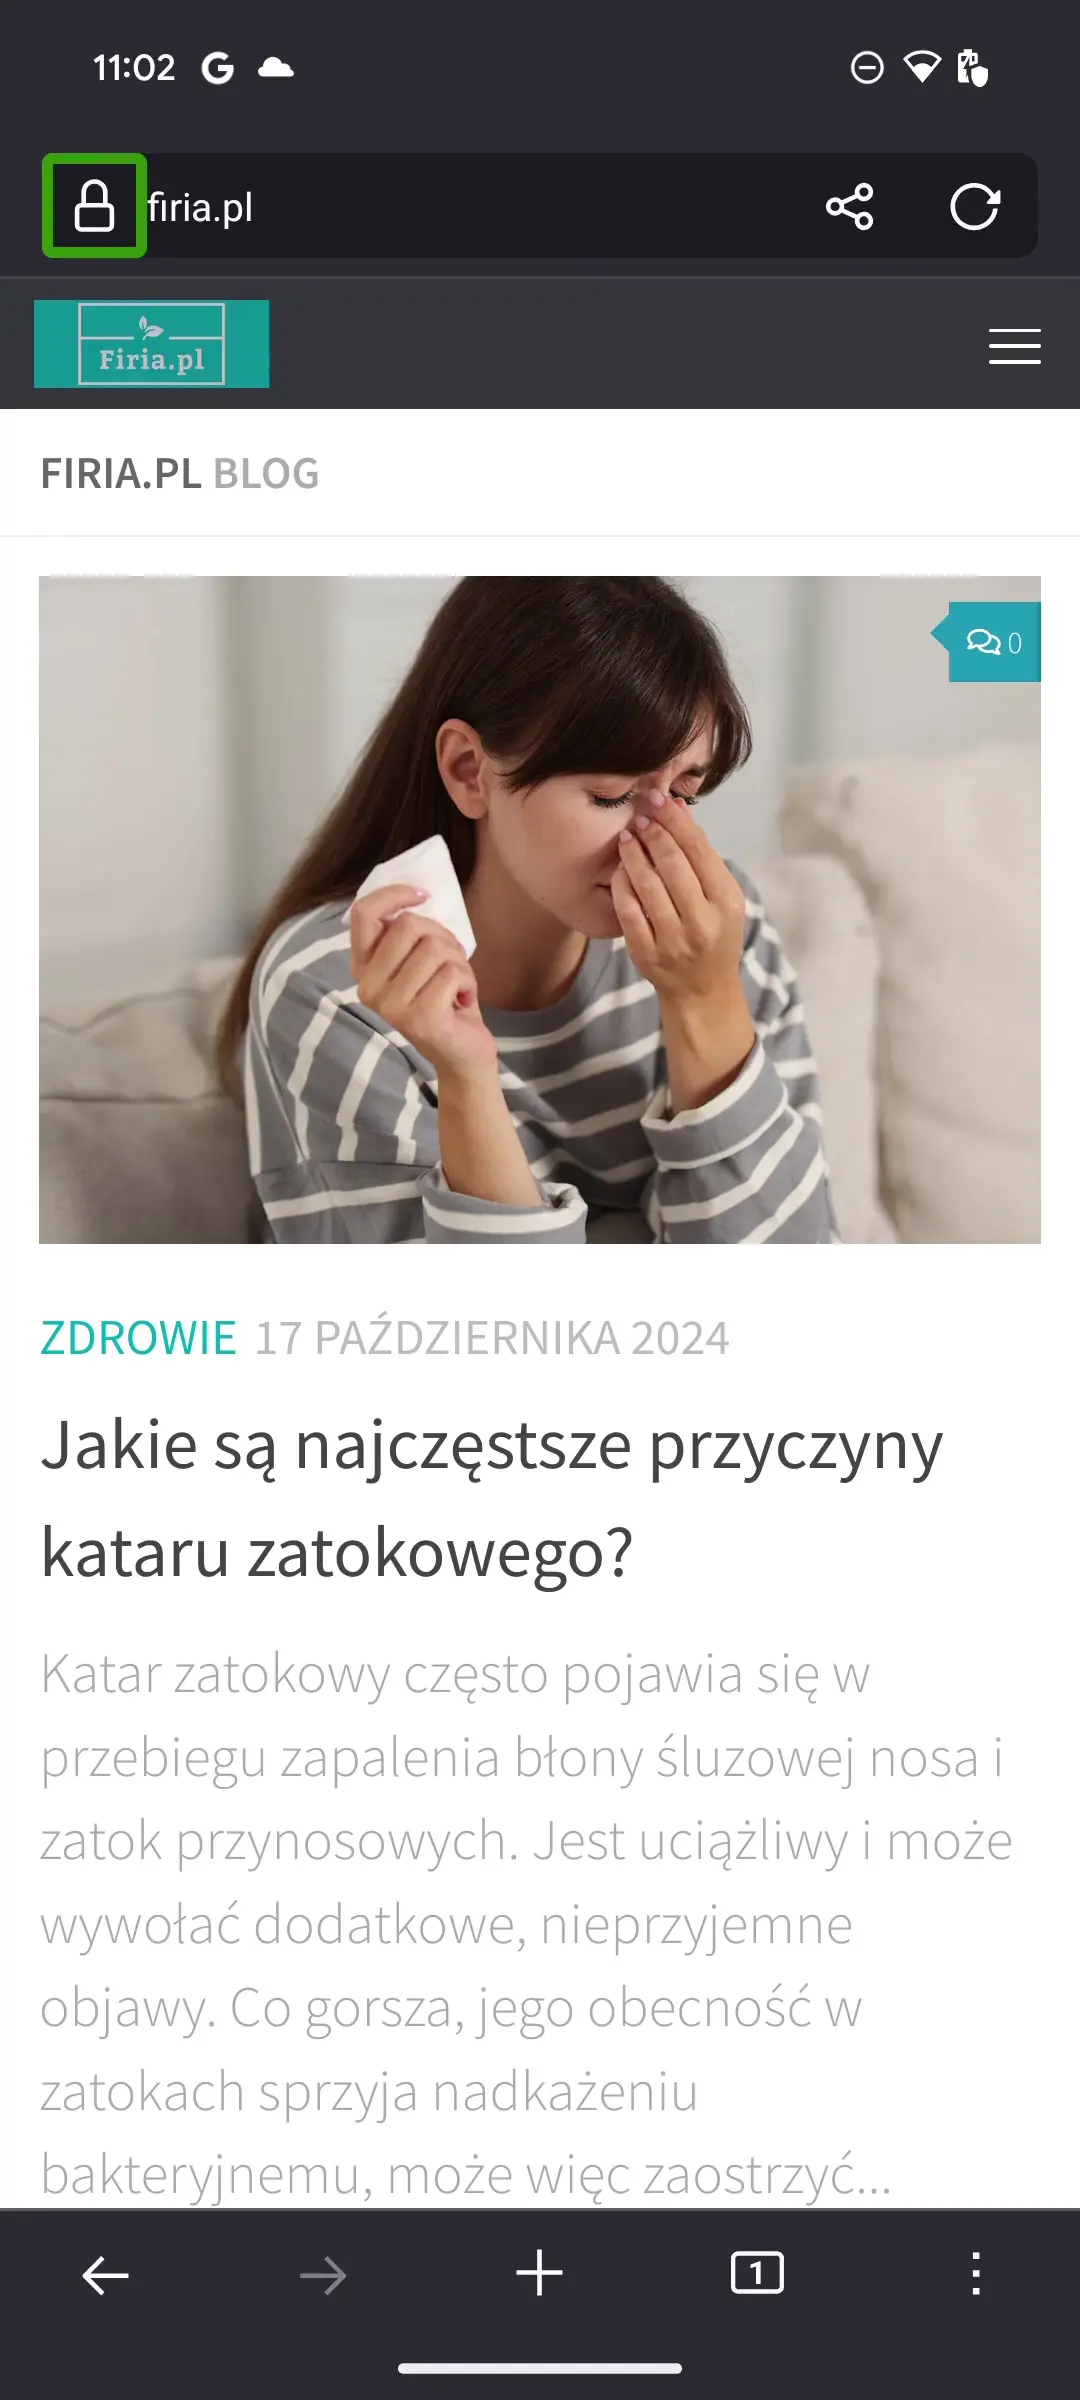 11:02
firia.pl
Firia.pl
FIRIA.PL BLOG
0
ZDROWIE 17 PAŹDZIERNIKA 2024
Jakie są najczęstsze przyczyny
kataru zatokowego?
Katar zatokowy często pojawia się w
przebiegu zapalenia błony śluzowej nosa i
zatok przynosowych. Jest uciążliwy i może
wywołać dodatkowe, nieprzyjemne
objawy. Co gorsza, jego obecność w
zatokach sprzyja nadkażeniu
bakteryjnemu, może więc zaostrzyć...
1